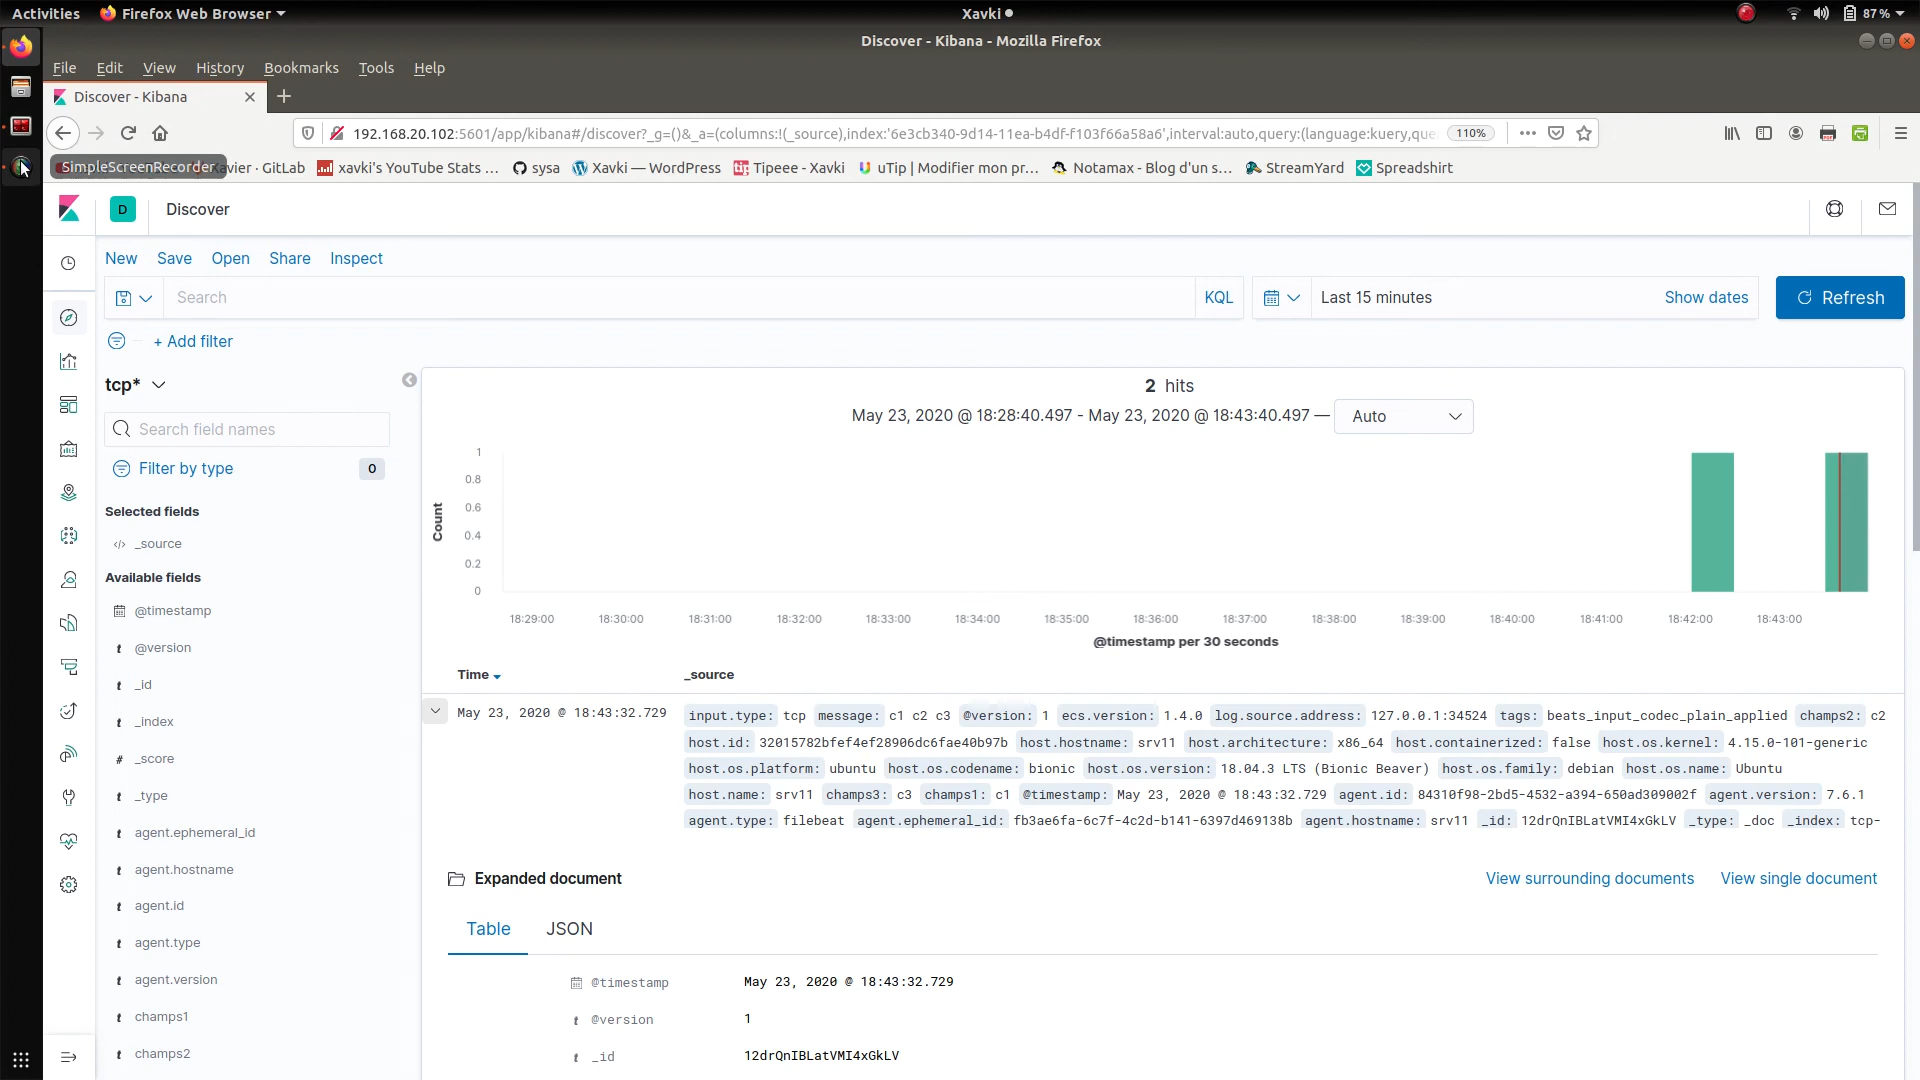 Activities
Firefox Web Browser
Xavki
87 %
Discover - Kibana - Mozilla Firefox
File Edit View History Bookmarks Tools Help
Discover - Kibana
192.168.20.102:5601/app/kibana#/discover?_g=()&_a=(columns:!(_source),index:'6e3cb340-9d14-11ea-b4df-f103f66a58a6',interval:auto,query:(language:kuery,que
110%
SimpleScreenRecorder
avier · GitLab
xavki's YouTube Stats ...
sysa
Xavki — WordPress
Tipeee - Xavki
uTip | Modifier mon pr...
Notamax - Blog d'un s...
StreamYard
Spreadshirt
D
Discover
New Save Open Share Inspect
Search
KQL
Last 15 minutes
Show dates
Refresh
+ Add filter
tcp*
Search field names
Filter by type
0
Selected fields
</> _source
Available fields
@timestamp
t @version
t _id
t _index
# _score
t _type
t agent.ephemeral_id
t agent.hostname
t agent.id
t agent.type
t agent.version
t champs1
t champs2
2 hits
May 23, 2020 @ 18:28:40.497 - May 23, 2020 @ 18:43:40.497 —
Auto
Count
1
0.8
0.6
0.4
0.2
0
18:29:00 18:30:00 18:31:00 18:32:00 18:33:00 18:34:00 18:35:00 18:36:00 18:37:00 18:38:00 18:39:00 18:40:00 18:41:00 18:42:00 18:43:00
@timestamp per 30 seconds
Time _source
May 23, 2020 @ 18:43:32.729
input.type: tcp message: c1 c2 c3 @version: 1 ecs.version: 1.4.0 log.source.address: 127.0.0.1:34524 tags: beats_input_codec_plain_applied champs2: c2
host.id: 32015782bfef4ef28906dc6fae40b97b host.hostname: srv11 host.architecture: x86_64 host.containerized: false host.os.kernel: 4.15.0-101-generic
host.os.platform: ubuntu host.os.codename: bionic host.os.version: 18.04.3 LTS (Bionic Beaver) host.os.family: debian host.os.name: Ubuntu
host.name: srv11 champs3: c3 champs1: c1 @timestamp: May 23, 2020 @ 18:43:32.729 agent.id: 84310f98-2bd5-4532-a394-650ad309002f agent.version: 7.6.1
agent.type: filebeat agent.ephemeral_id: fb3ae6fa-6c7f-4c2d-b141-6397d469138b agent.hostname: srv11 _id: 12drQnIBLatVMI4xGkLV _type: _doc _index: tcp-
Expanded document
View surrounding documents
View single document
Table JSON
@timestamp May 23, 2020 @ 18:43:32.729
t @version 1
t _id 12drQnIBLatVMI4xGkLV